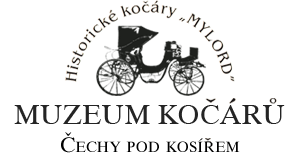 Historické kočáry „MYLORD“
MUZEUM KOČÁRŮ
ČECHY POD KOSÍŘEM